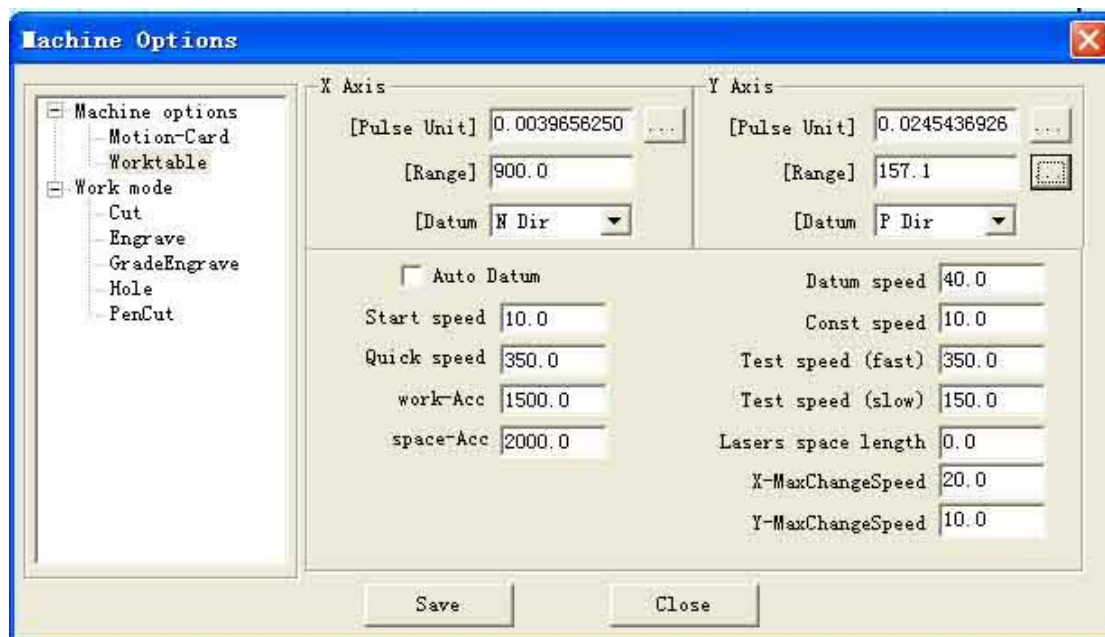 Machine Options
Machine options
Motion-Card
Worktable
Work mode
Cut
Engrave
GradeEngrave
Hole
PenCut
X Axis
[Pulse Unit] 0.0039656250 ...
[Range] 900.0
[Datum N Dir
Y Axis
[Pulse Unit] 0.0245436926 ...
[Range] 157.1 ...
[Datum P Dir
Auto Datum
Start speed 10.0
Quick speed 350.0
work-Acc 1500.0
space-Acc 2000.0
Datum speed 40.0
Const speed 10.0
Test speed (fast) 350.0
Test speed (slow) 150.0
Lasers space length 0.0
X-MaxChangeSpeed 20.0
Y-MaxChangeSpeed 10.0
Save Close